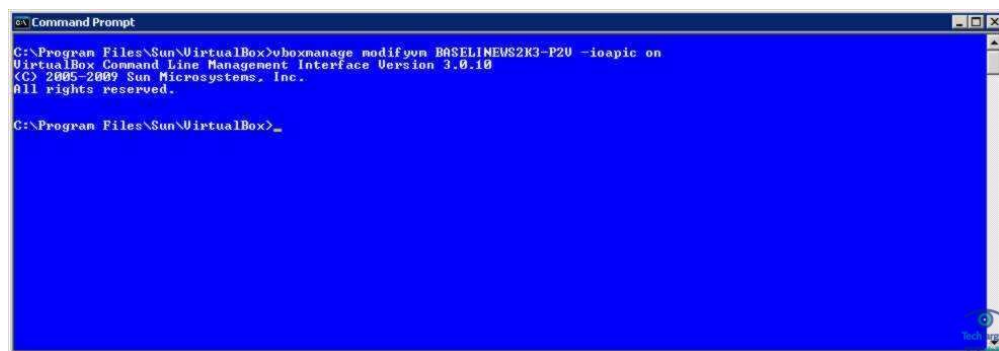 Command Prompt
C:\Program Files\Sun\VirtualBox>vboxmanage modifyvm BASELINEWS2K3-P2V -ioapic on
VirtualBox Command Line Management Interface Version 3.0.10
(C) 2005-2009 Sun Microsystems, Inc.
All rights reserved.
C:\Program Files\Sun\VirtualBox>_